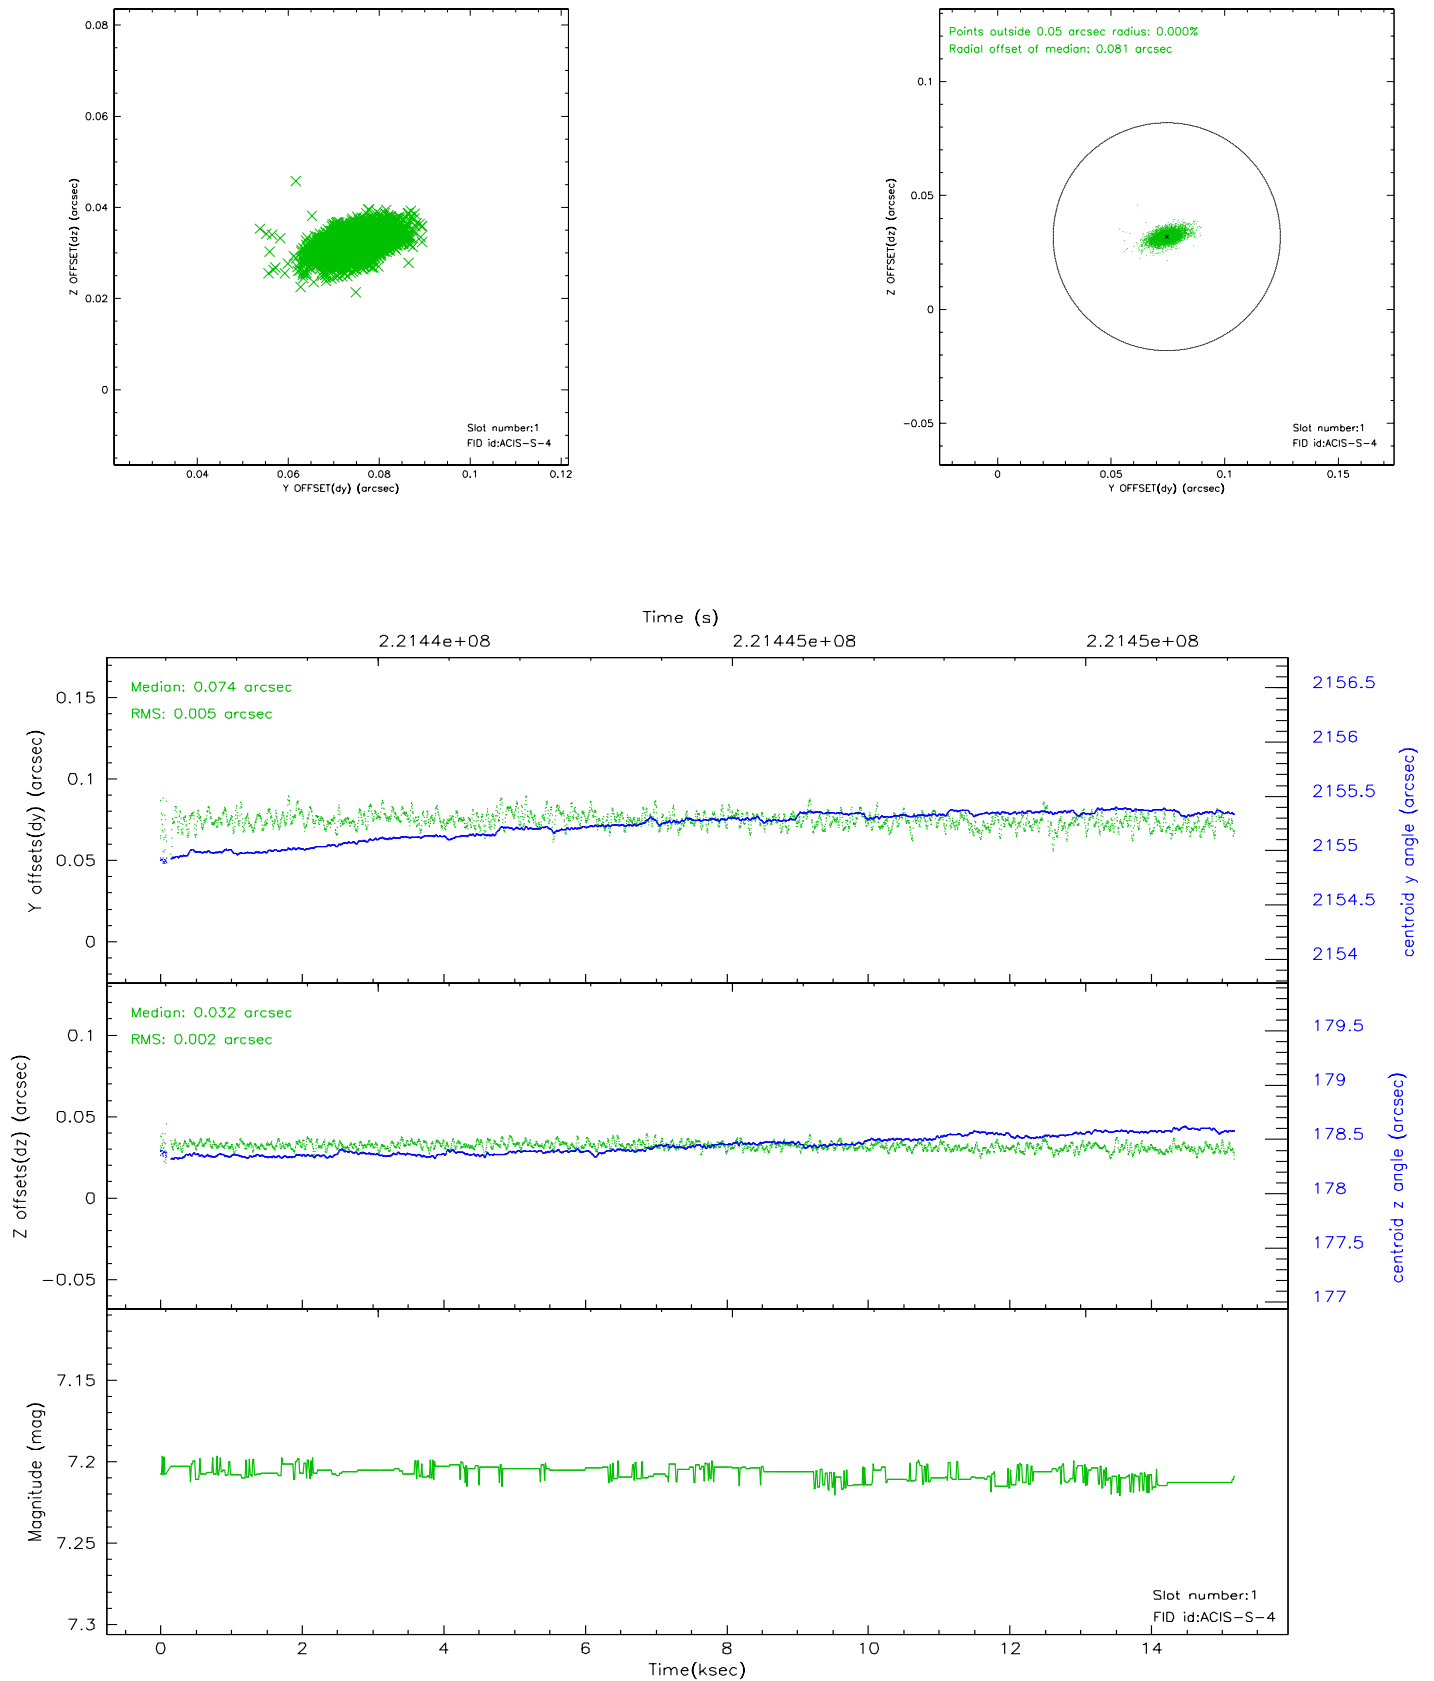 0.08
0.06
0.04
0.02
0
Z OFFSET(dz) (arcsec)
Slot number:1
FID id:ACIS-S-4
0.04 0.06 0.08 0.1 0.12
Y OFFSET(dy) (arcsec)
Points outside 0.05 arcsec radius: 0.000%
Radial offset of median: 0.081 arcsec
0.1
0.05
0
-0.05
Z OFFSET(dz) (arcsec)
Slot number:1
FID id:ACIS-S-4
0 0.05 0.1 0.15
Y OFFSET(dy) (arcsec)
Time (s)
2.2144e+08 2.21445e+08 2.2145e+08
Median: 0.074 arcsec
RMS: 0.005 arcsec
0.15
0.1
0.05
0
Y offsets(dy) (arcsec)
2156.5
2156
2155.5
2155
2154.5
2154
centroid y angle (arcsec)
Median: 0.032 arcsec
RMS: 0.002 arcsec
0.1
0.05
0
-0.05
Z offsets(dz) (arcsec)
179.5
179
178.5
178
177.5
177
centroid z angle (arcsec)
7.15
7.2
7.25
7.3
Magnitude (mag)
Slot number:1
FID id:ACIS-S-4
0 2 4 6 8 10 12 14
Time(ksec)